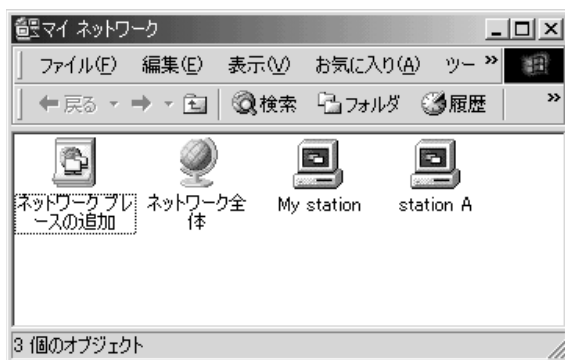 マイ ネットワーク
ファイル(F) 編集(E) 表示(V) お気に入り(A) ツー »
戻る 検索 フォルダ 履歴 »
ネットワーク プレ
ースの追加
ネットワーク全
体
My station
station A
3 個のオブジェクト